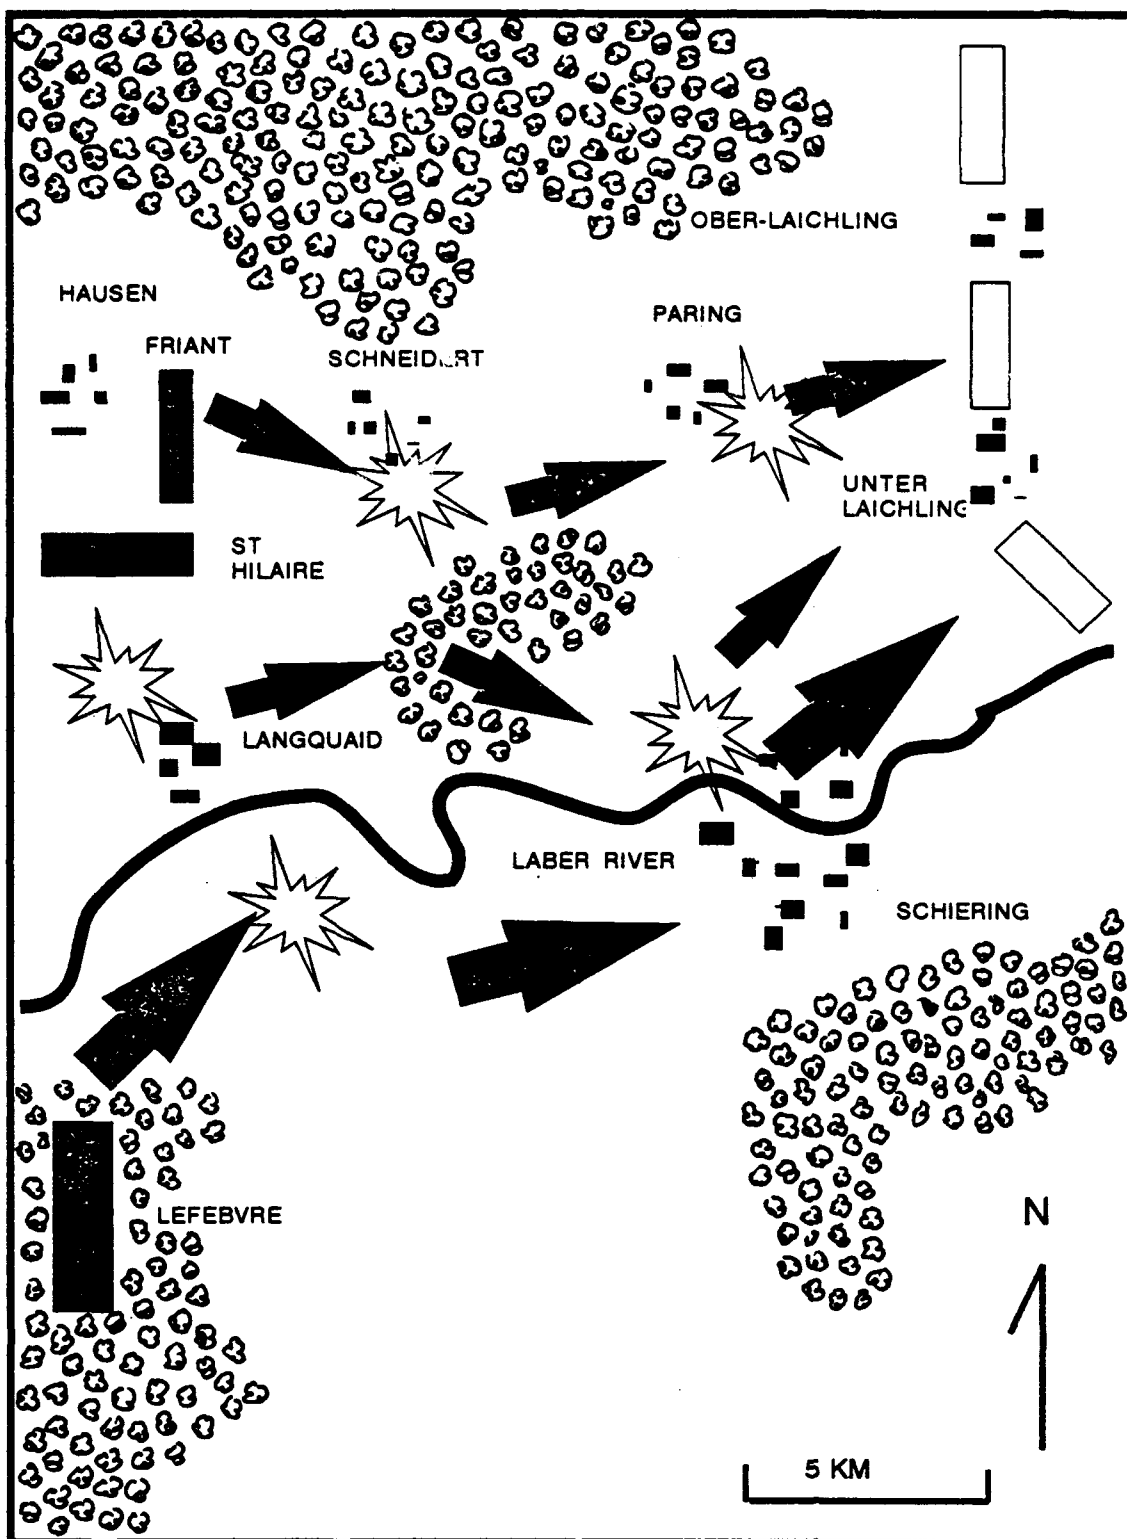 OBER-LAICHLING
HAUSEN
PARING
FRIANT
UNTER
LAICHLING
ST
HILAIRE
LANGQUAID
LABER RIVER
SCHIERING
LEFEBVRE
N
5 KM